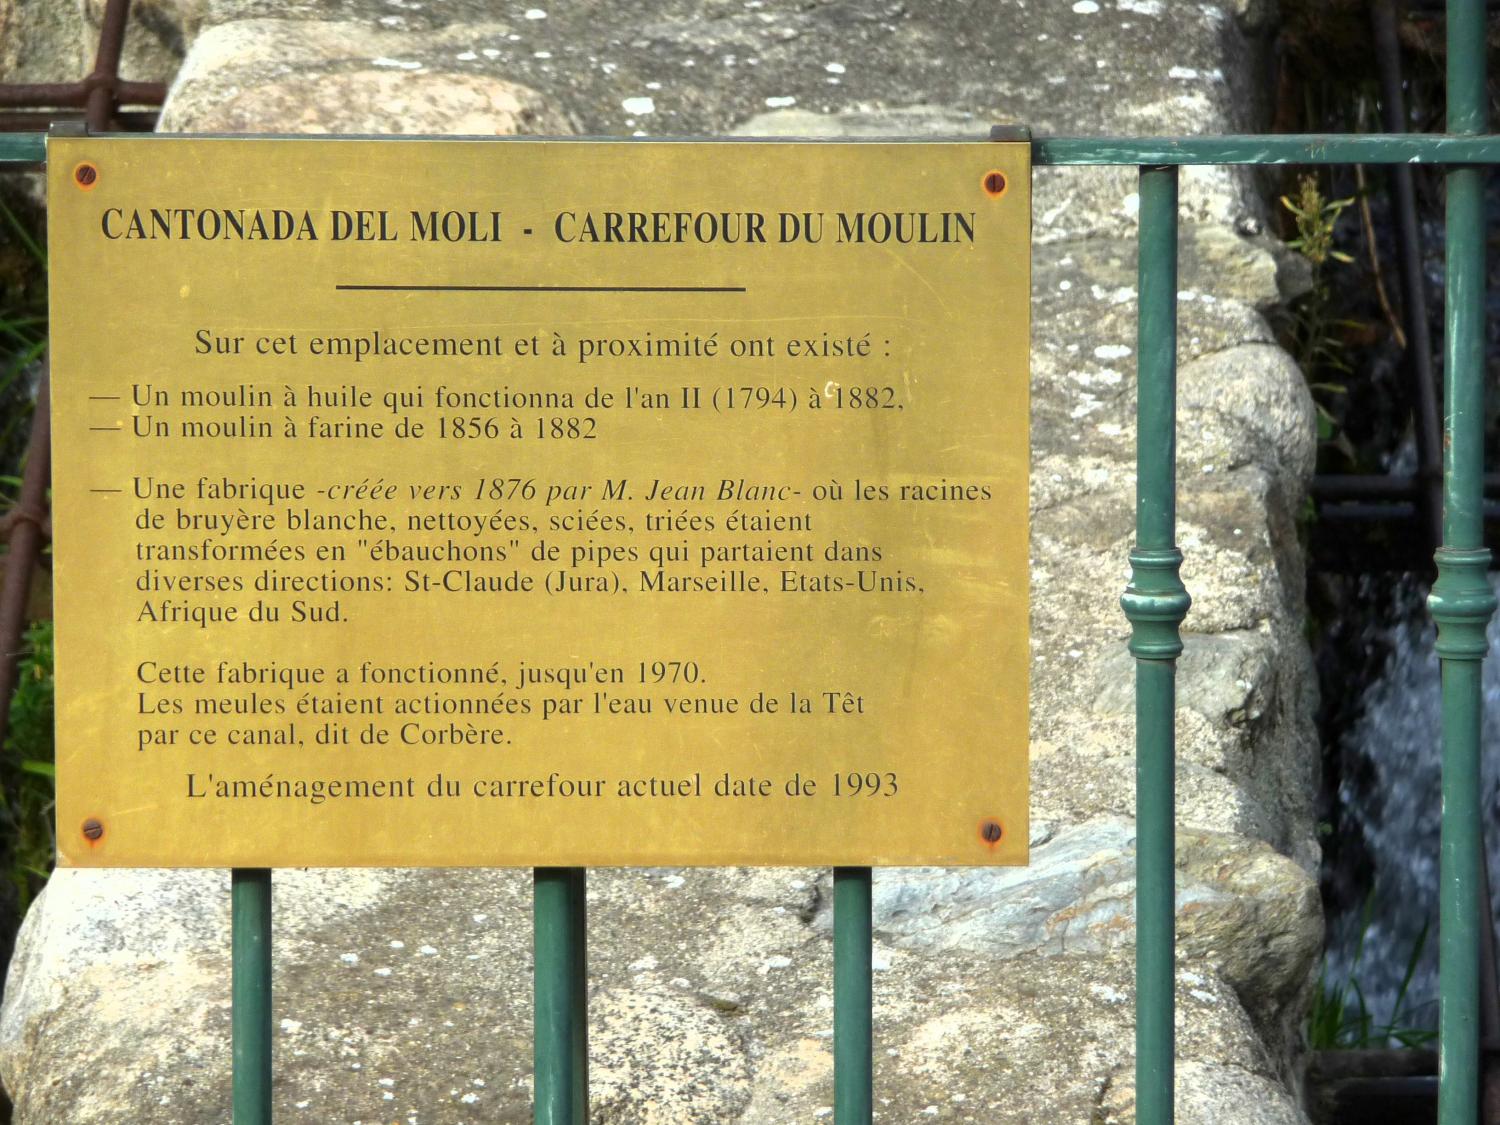 CANTONADA DEL MOLI - CARREFOUR DU MOULIN
Sur cet emplacement et à proximité ont existé :
— Un moulin à huile qui fonctionna de l'an II (1794) à 1882,
— Un moulin à farine de 1856 à 1882
— Une fabrique -créée vers 1876 par M. Jean Blanc- où les racines
de bruyère blanche, nettoyées, sciées, triées étaient
transformées en "ébauchons" de pipes qui partaient dans
diverses directions: St-Claude (Jura), Marseille, Etats-Unis,
Afrique du Sud.
Cette fabrique a fonctionné, jusqu'en 1970.
Les meules étaient actionnées par l'eau venue de la Têt
par ce canal, dit de Corbère.
L'aménagement du carrefour actuel date de 1993